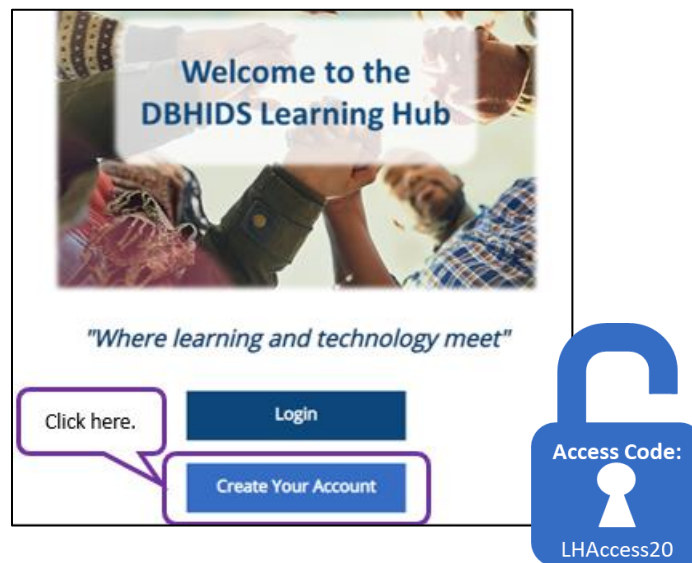 Welcome to the
DBHIDS Learning Hub
"Where learning and technology meet"
Click here.
Login
Create Your Account
Access Code:
LHAccess20